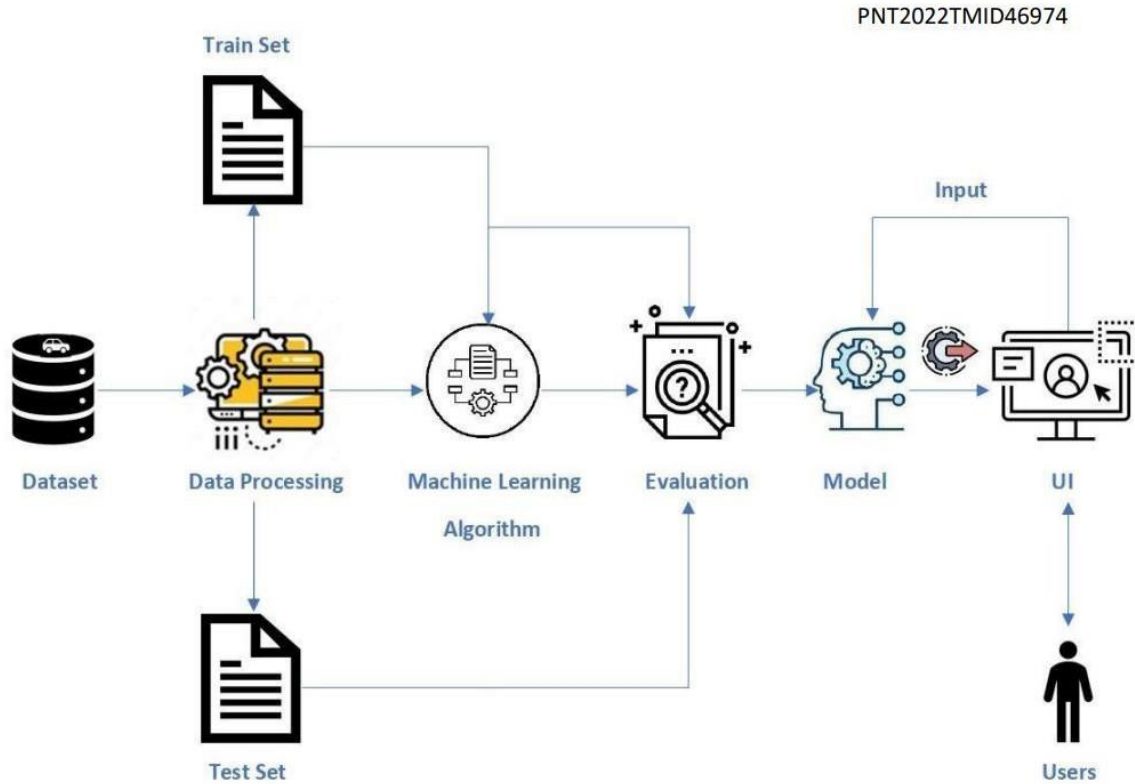 PNT2022TMID46974
Train Set
Input
Dataset
Data Processing
Machine Learning
Algorithm
Evaluation
Model
UI
Test Set
Users